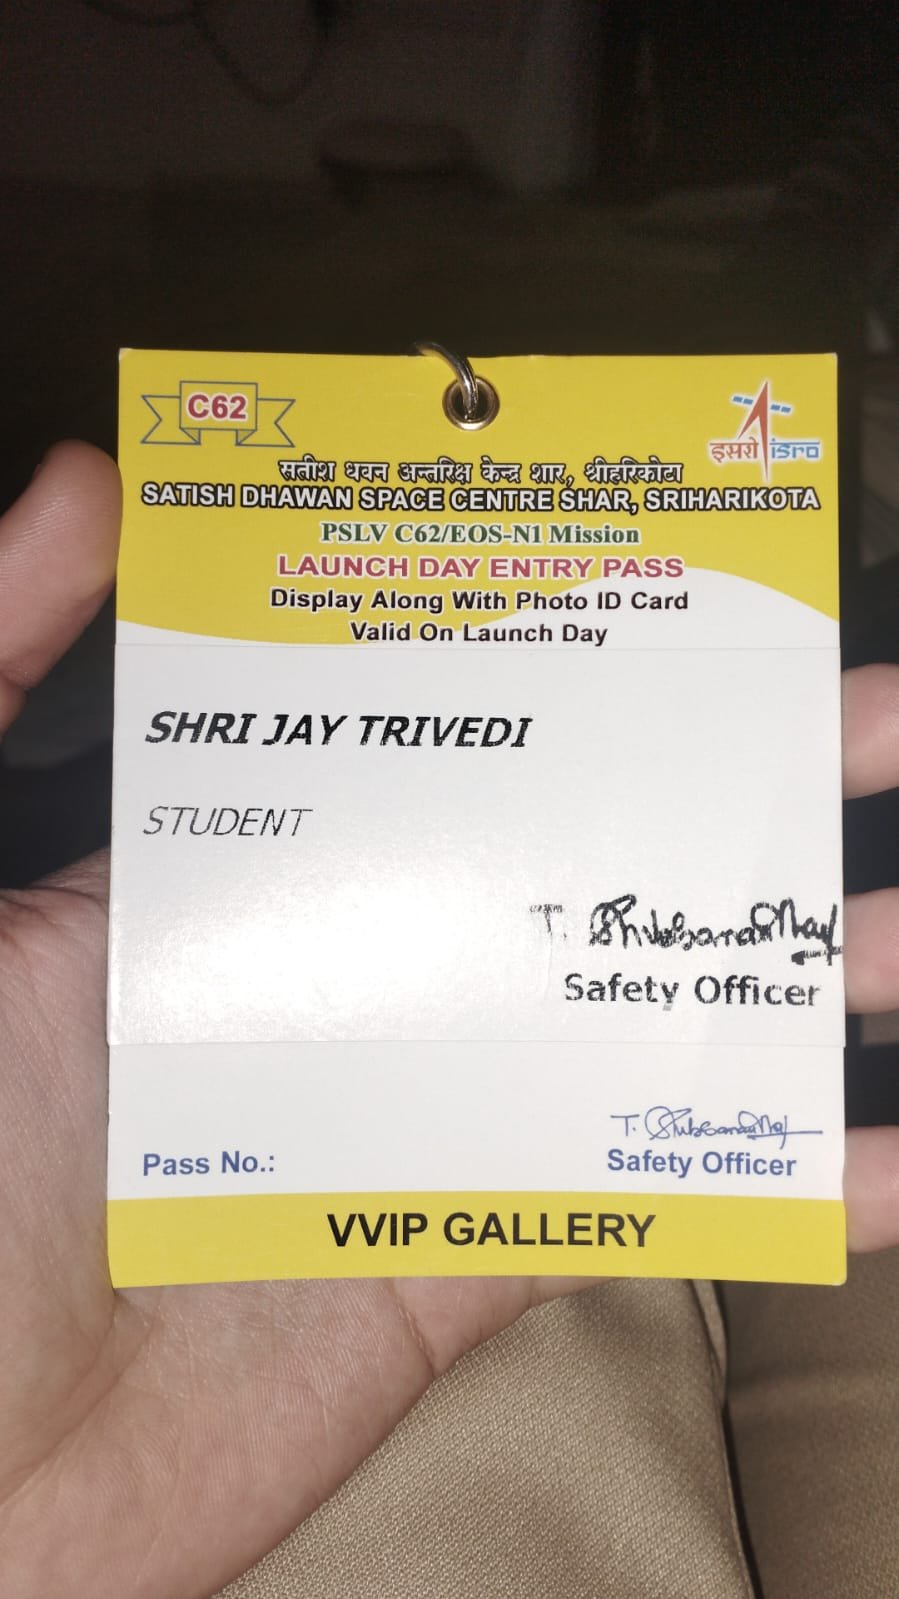 C62
इसरो isro
सतीश धवन अन्तरिक्ष केन्द्र शार, श्रीहरिकोटा
SATISH DHAWAN SPACE CENTRE SHAR, SRIHARIKOTA
PSLV C62/EOS-N1 Mission
LAUNCH DAY ENTRY PASS
Display Along With Photo ID Card
Valid On Launch Day
SHRI JAY TRIVEDI
STUDENT
T.
Safety Officer
T.
Pass No.: Safety Officer
VVIP GALLERY